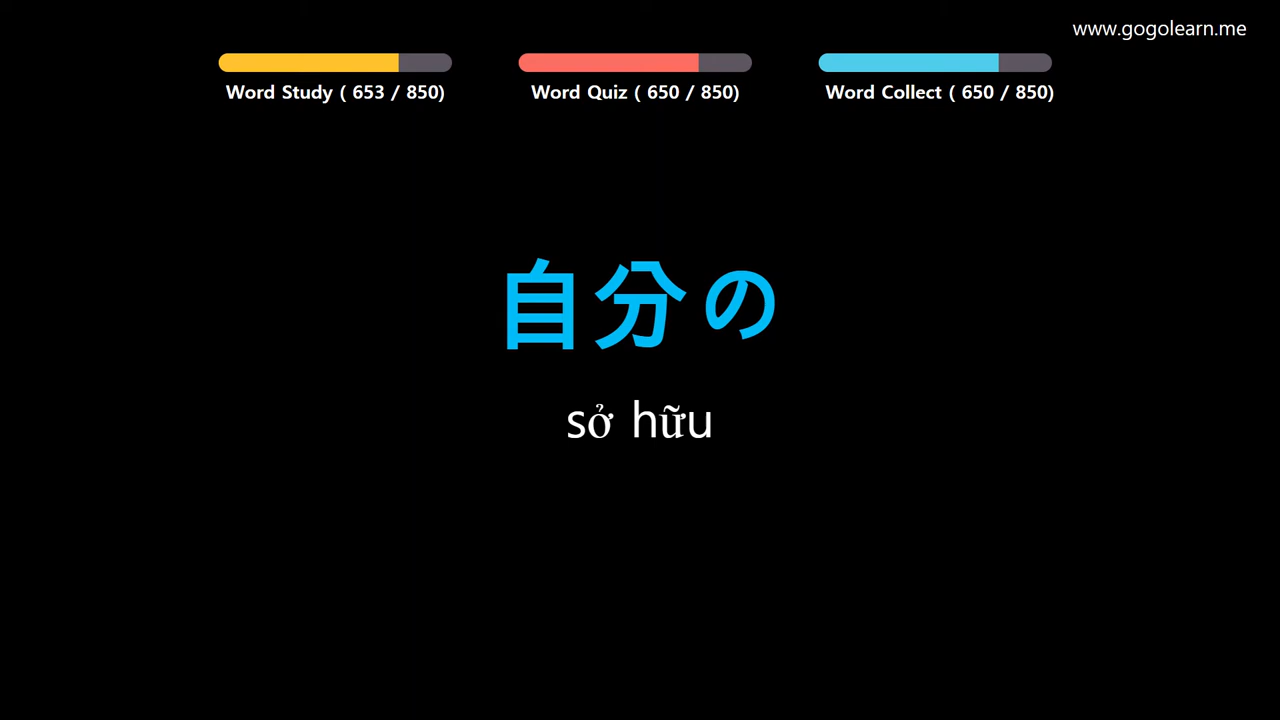 www.gogolearn.me
Word Study ( 653 / 850)
Word Quiz ( 650 / 850)
Word Collect ( 650 / 850)
自分の
sở hữu